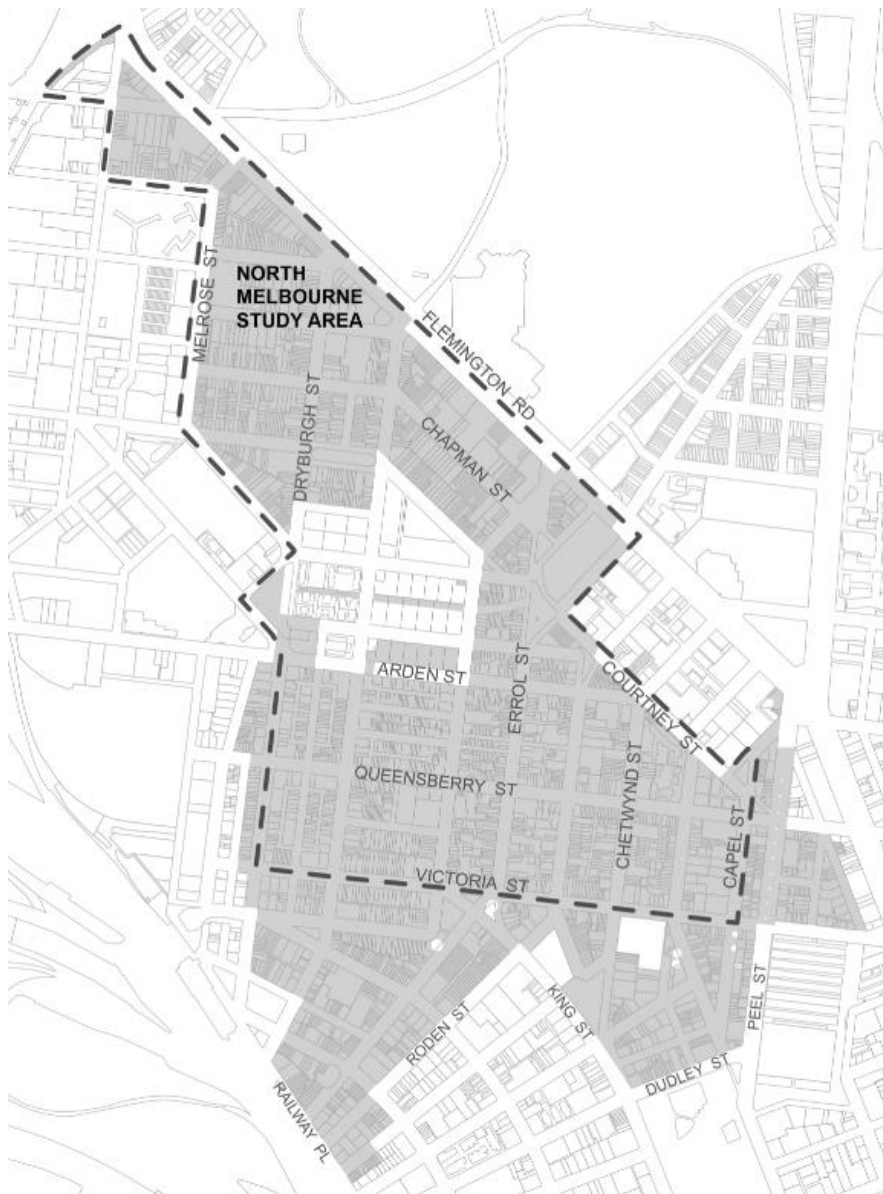 NORTH
MELBOURNE
STUDY AREA
MELROSE ST
FLEMINGTON RD
DRYBURGH ST
CHAPMAN ST
ARDEN ST
ERROL ST
COURTNEY ST
QUEENSBERRY ST
CHETWYND ST
CAPEL ST
VICTORIA ST
PEEL ST
RODEN ST
KING ST
DUDLEY ST
RAILWAY PL